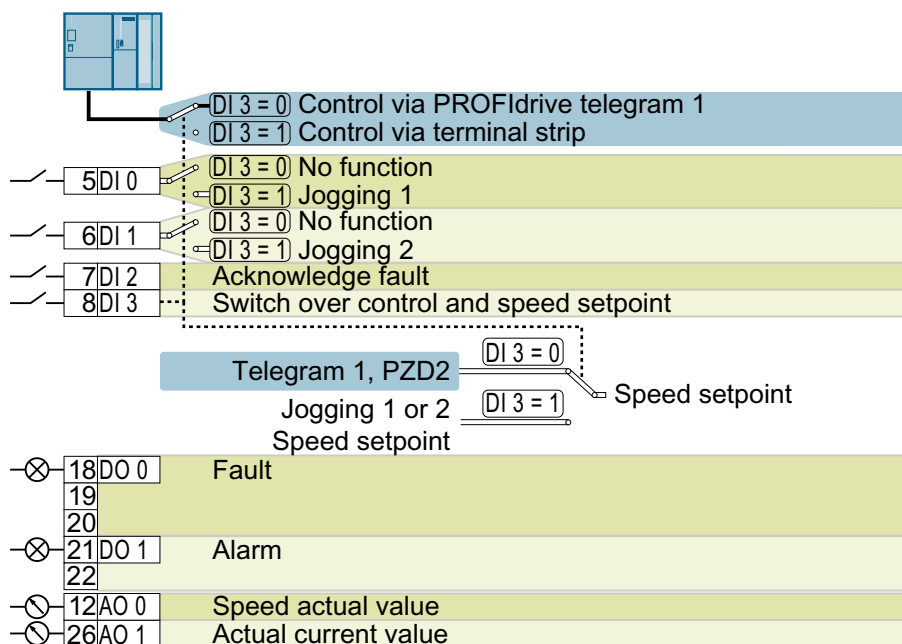 DI 3 = 0 Control via PROFIdrive telegram 1
DI 3 = 1 Control via terminal strip
5 DI 0 DI 3 = 0 No function
DI 3 = 1 Jogging 1
6 DI 1 DI 3 = 0 No function
DI 3 = 1 Jogging 2
7 DI 2 Acknowledge fault
8 DI 3 Switch over control and speed setpoint
Telegram 1, PZD2 DI 3 = 0
Speed setpoint
Jogging 1 or 2 DI 3 = 1
Speed setpoint
18 DO 0 Fault
19
20
21 DO 1 Alarm
22
12 AO 0 Speed actual value
26 AO 1 Actual current value